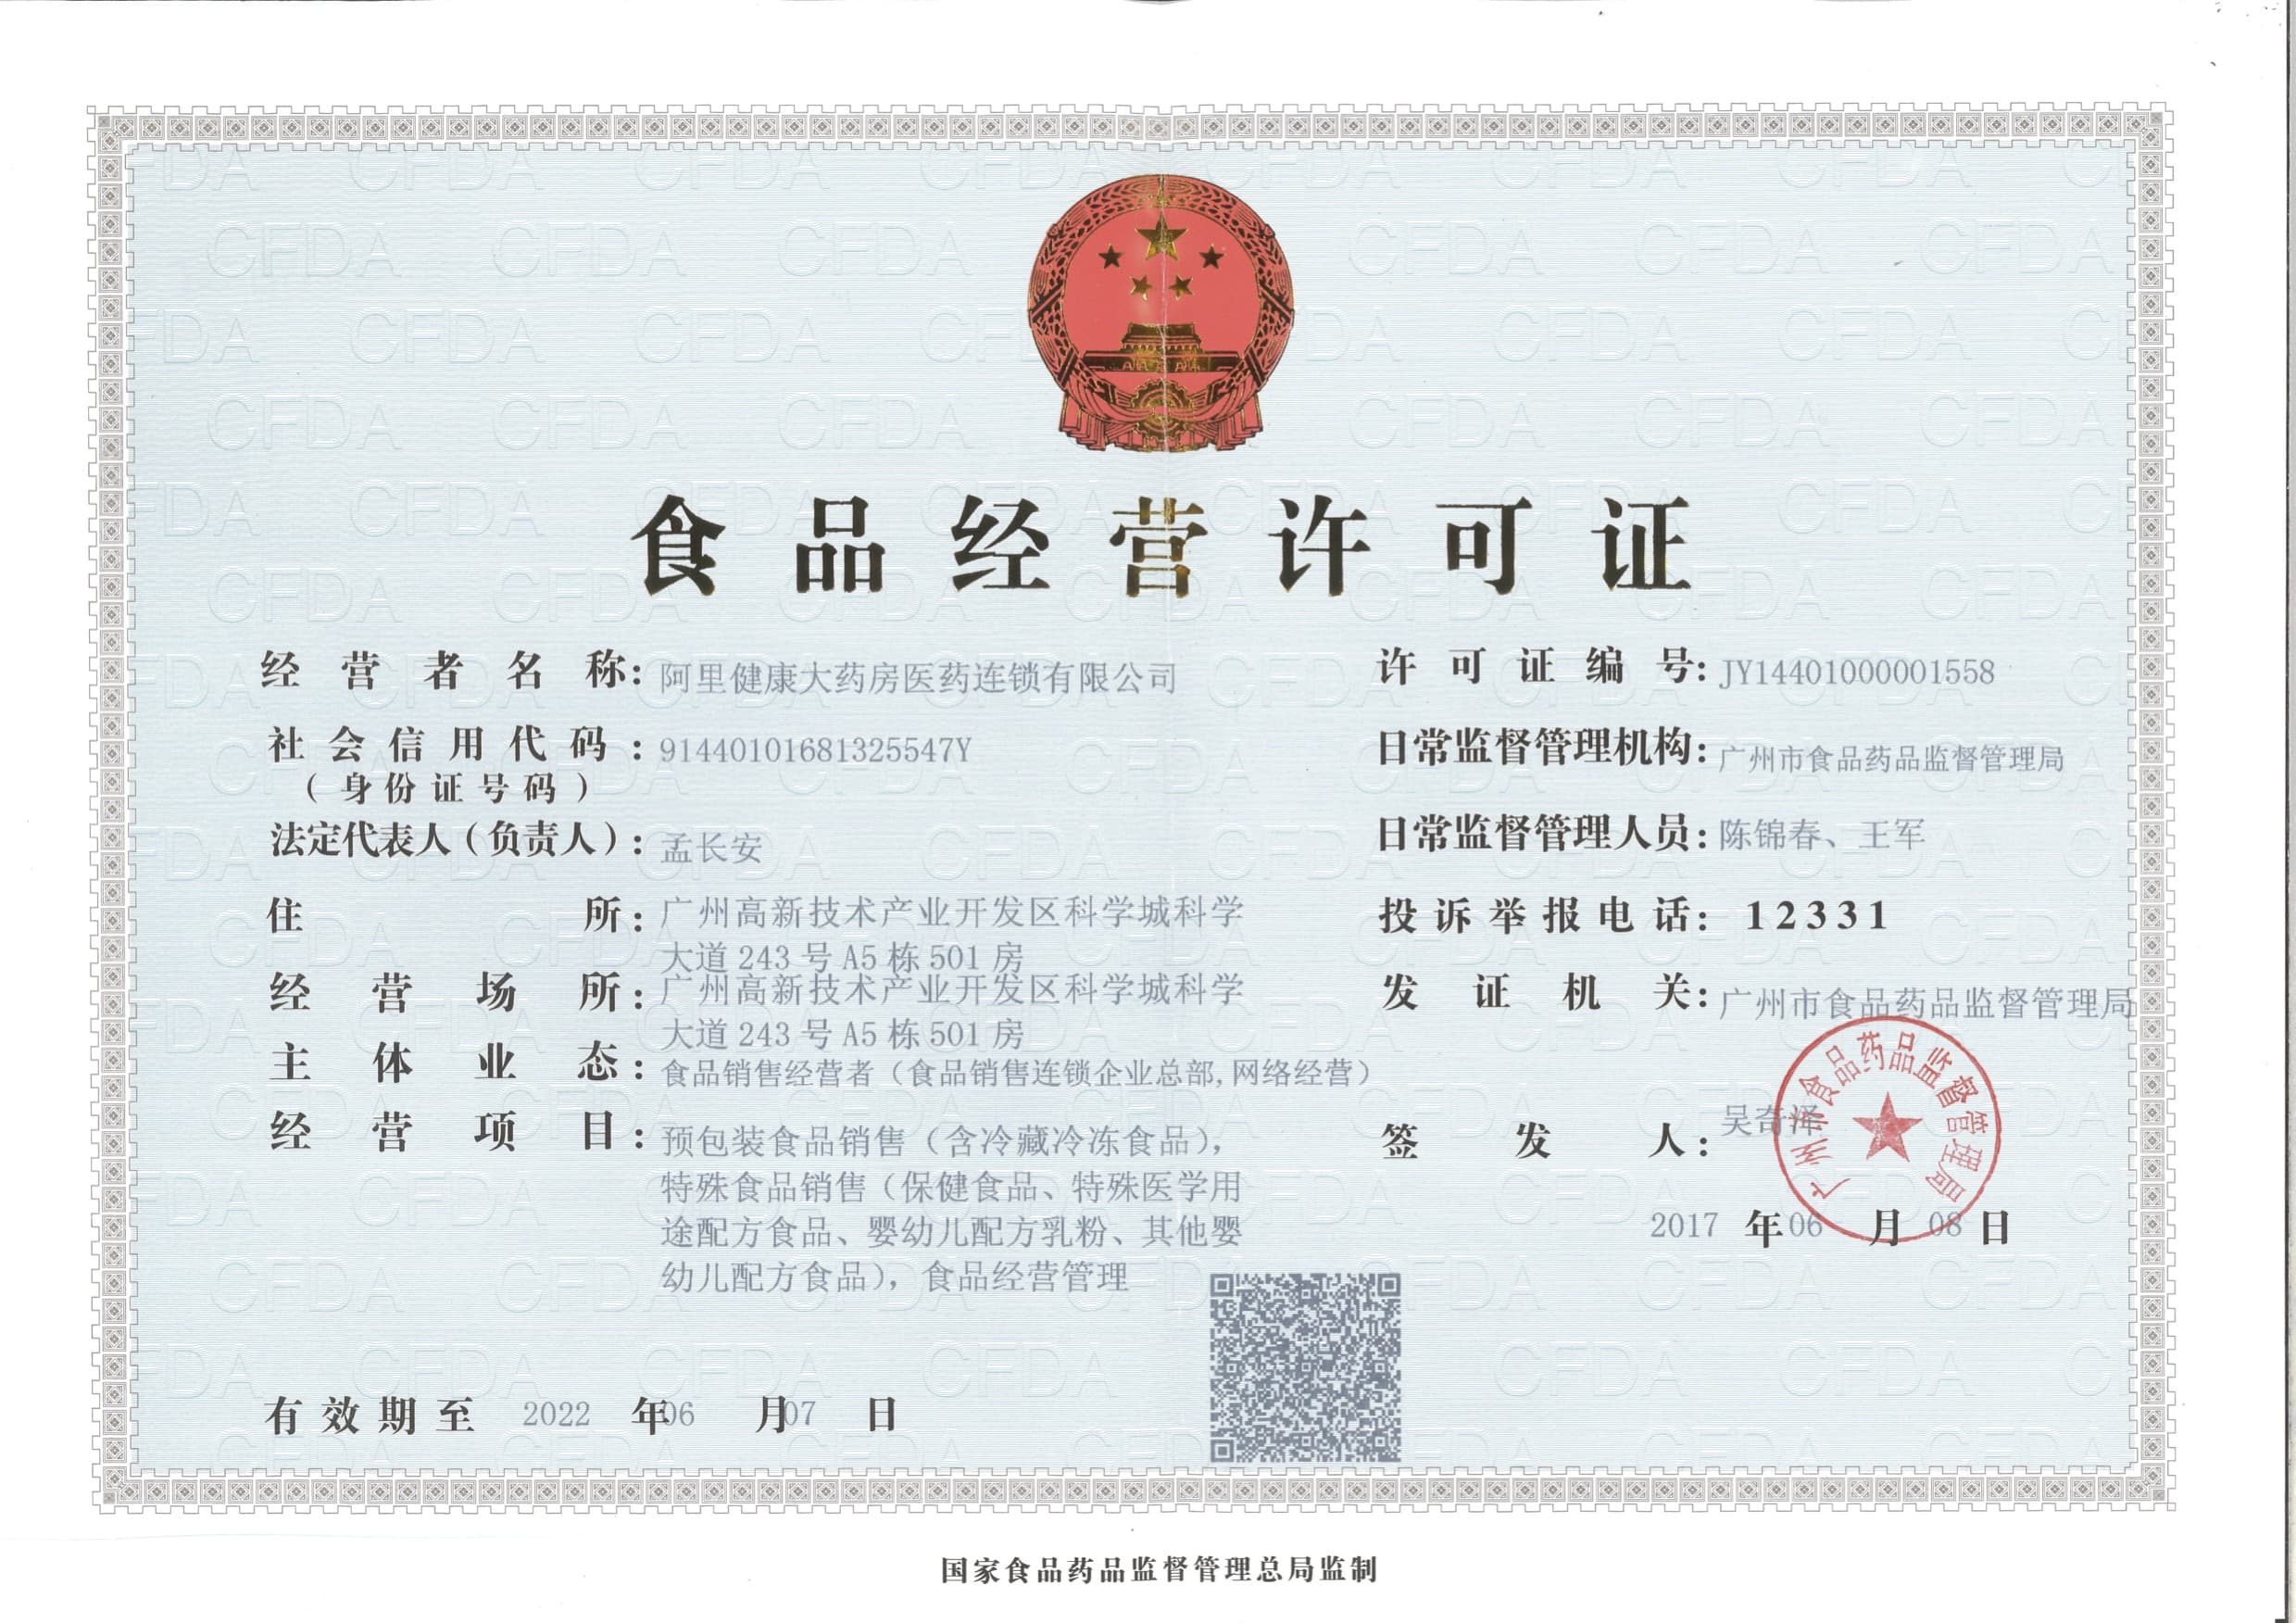 食品经营许可证
经营者名称：阿里健康大药房医药连锁有限公司
社会信用代码：91440101681325547Y
（身份证号码）
法定代表人（负责人）：孟长安
住所：广州高新技术产业开发区科学城科学
大道243号A5栋501房
经营场所：广州高新技术产业开发区科学城科学
大道243号A5栋501房
主体业态：食品销售经营者（食品销售连锁企业总部,网络经营）
经营项目：预包装食品销售（含冷藏冷冻食品），
特殊食品销售（保健食品、特殊医学用
途配方食品、婴幼儿配方乳粉、其他婴
幼儿配方食品），食品经营管理
有效期至 2022 年06 月07 日
许可证编号：JY14401000001558
日常监督管理机构：广州市食品药品监督管理局
日常监督管理人员：陈锦春、王军
投诉举报电话：12331
发证机关：广州市食品药品监督管理局
签发人：吴奇泽
广州市食品药品监督管理局
2017 年06 月 08 日
国家食品药品监督管理总局监制
CFDA